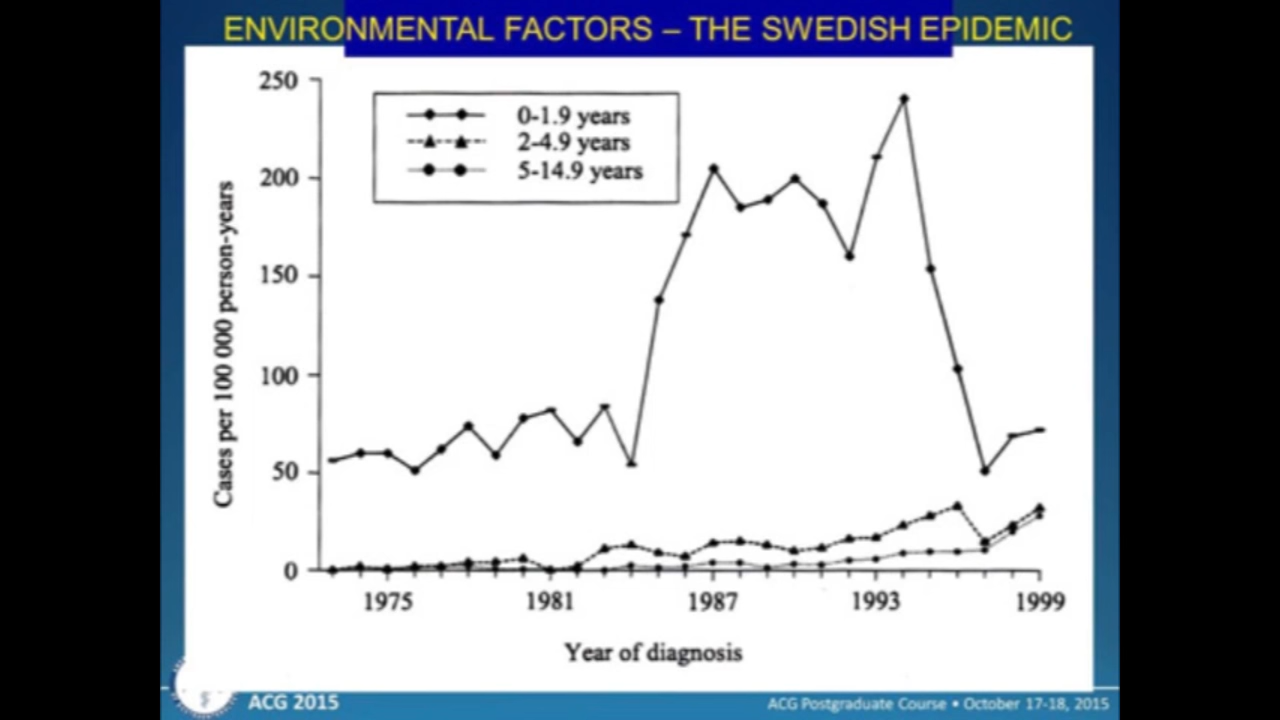 ENVIRONMENTAL FACTORS – THE SWEDISH EPIDEMIC
250
200
150
100
50
0
0-1.9 years
2-4.9 years
5-14.9 years
Cases per 100 000 person-years
1975 1981 1987 1993 1999
Year of diagnosis
ACG 2015
ACG Postgraduate Course • October 17-18, 2015